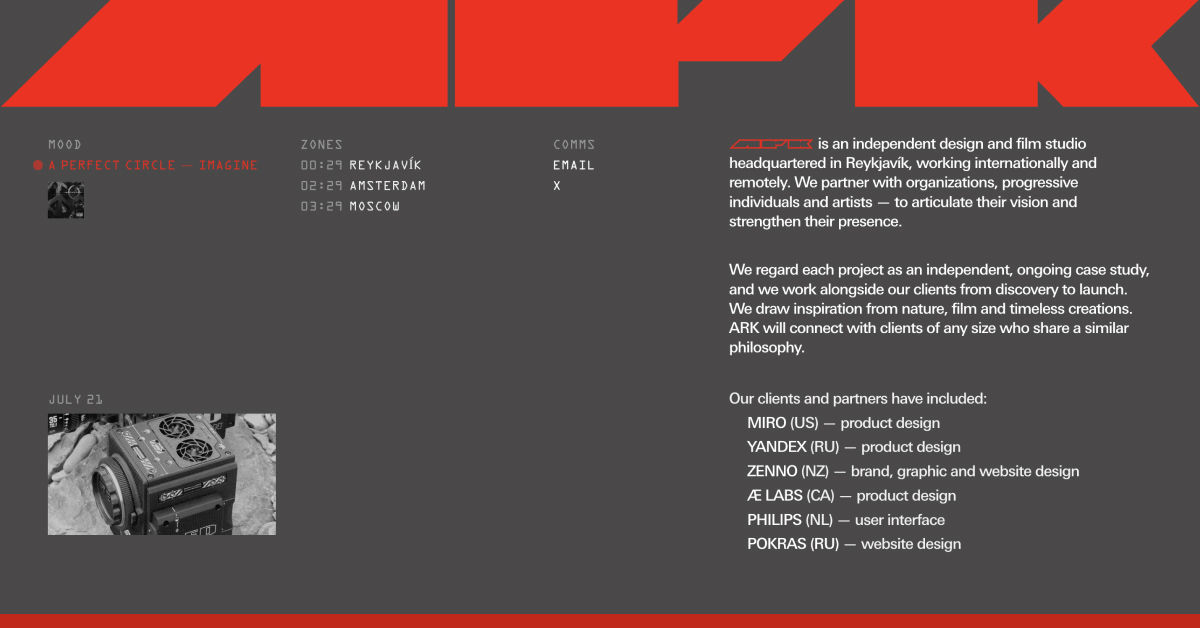 ARK
MOOD
A PERFECT CIRCLE — IMAGINE
ZONES
00:29 REYKJAVÍK
02:29 AMSTERDAM
03:29 MOSCOW
COMMS
EMAIL
X
JULY 21
ARK is an independent design and film studio
headquartered in Reykjavík, working internationally and
remotely. We partner with organizations, progressive
individuals and artists — to articulate their vision and
strengthen their presence.
We regard each project as an independent, ongoing case study,
and we work alongside our clients from discovery to launch.
We draw inspiration from nature, film and timeless creations.
ARK will connect with clients of any size who share a similar
philosophy.
Our clients and partners have included:
MIRO (US) — product design
YANDEX (RU) — product design
ZENNO (NZ) — brand, graphic and website design
Æ LABS (CA) — product design
PHILIPS (NL) — user interface
POKRAS (RU) — website design